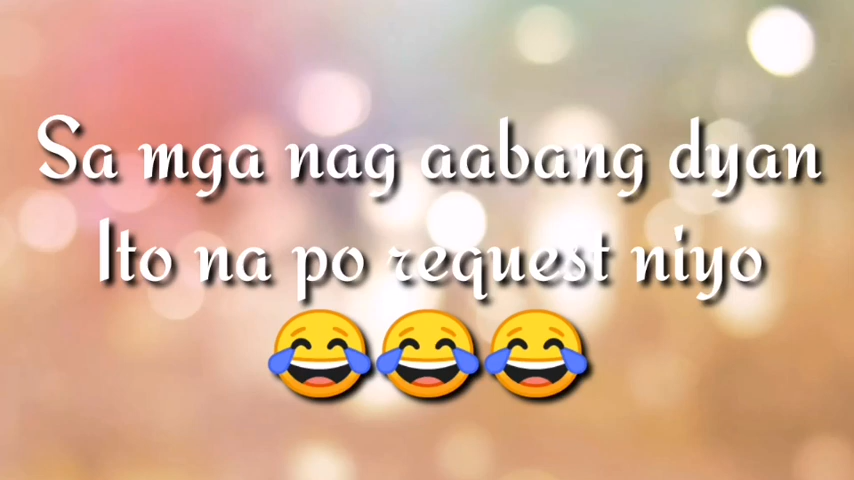 Sa mga nag aabang dyan
Ito na po request niyo
😂😂😂